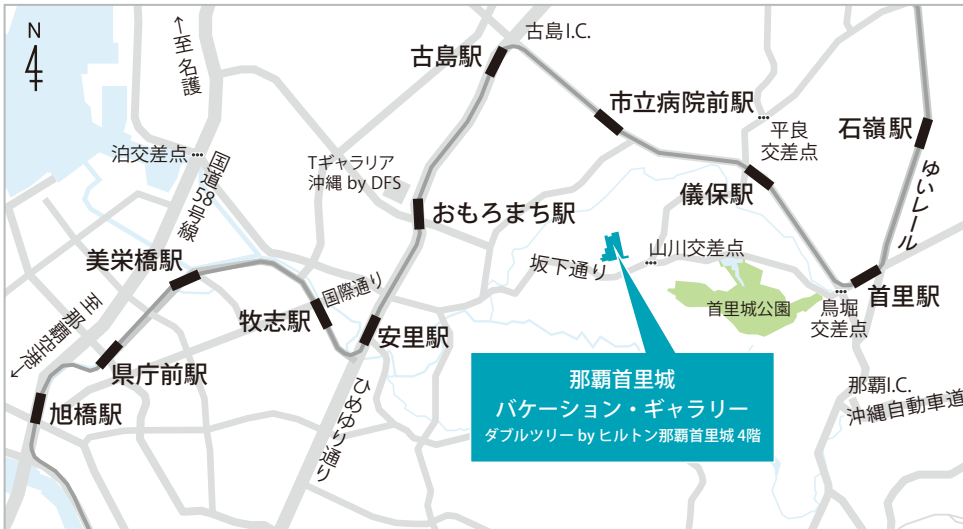 N
←至 名護
古島駅
古島 I.C.
市立病院前駅
平良
交差点
石嶺駅
泊交差点
国道58号線
Tギャラリア
沖縄 by DFS
儀保駅
ゆいレール
おもろまち駅
美栄橋駅
坂下通り
山川交差点
首里駅
至 那覇空港→
国際通り
牧志駅
安里駅
首里城公園
鳥堀
交差点
県庁前駅
旭橋駅
ひめゆり通り
那覇首里城
バケーション・ギャラリー
ダブルツリー by ヒルトン那覇首里城 4階
那覇I.C.
沖縄自動車道